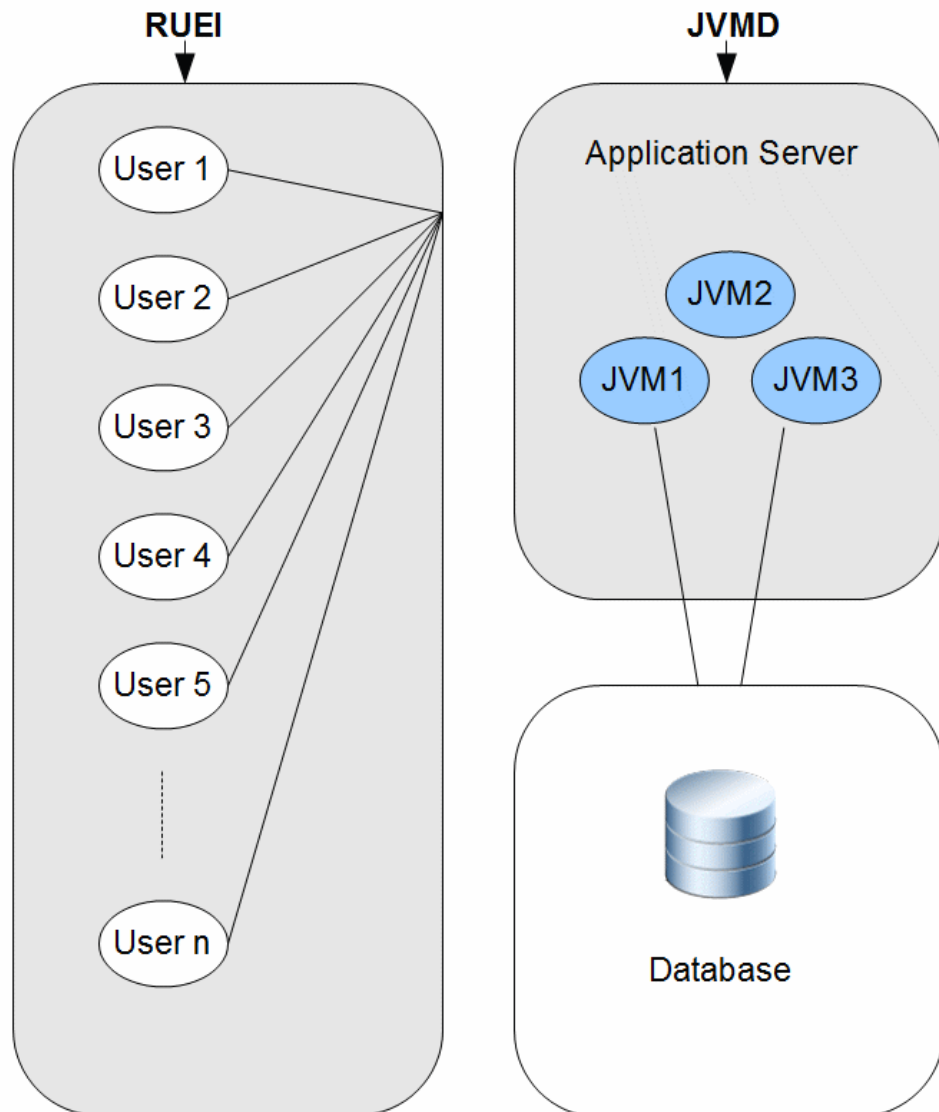 RUEI
User 1
User 2
User 3
User 4
User 5
User n
JVMD
Application Server
JVM2
JVM1
JVM3
Database